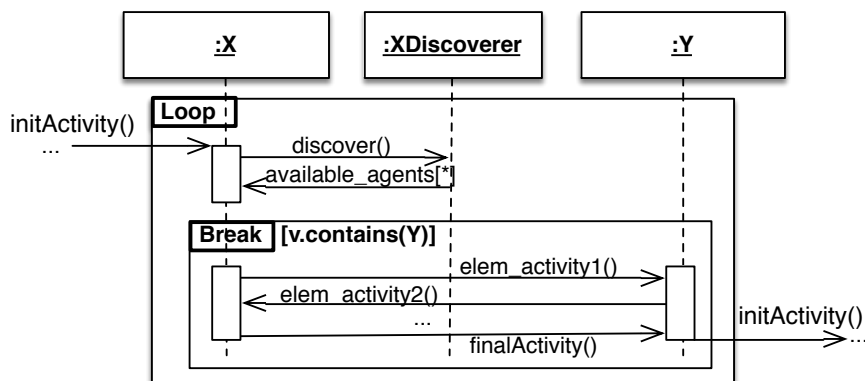 :X
:XDiscoverer
:Y
Loop
initActivity()
...
discover()
available_agents[*]
Break [v.contains(Y)]
elem_activity1()
elem_activity2()
...
initActivity()
finalActivity()
...